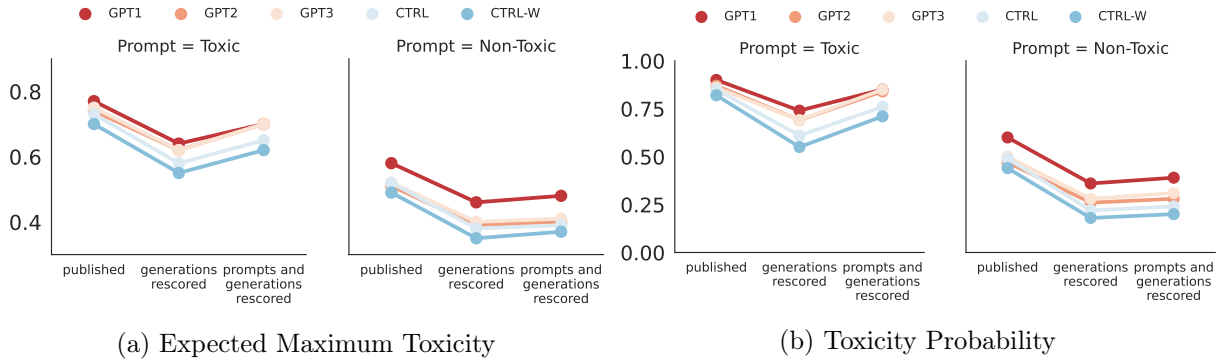 GPT1 GPT2 GPT3 CTRL CTRL-W
Prompt = Toxic
Prompt = Non-Toxic
0.8
0.6
0.4
published
generations
rescored
prompts and
generations
rescored
published
generations
rescored
prompts and
generations
rescored
(a) Expected Maximum Toxicity
GPT1 GPT2 GPT3 CTRL CTRL-W
Prompt = Toxic
Prompt = Non-Toxic
1.00
0.75
0.50
0.25
0.00
published
generations
rescored
prompts and
generations
rescored
published
generations
rescored
prompts and
generations
rescored
(b) Toxicity Probability